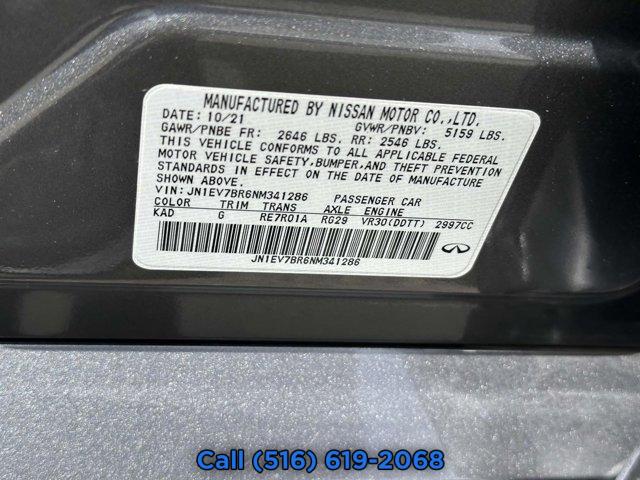 MANUFACTURED BY NISSAN MOTOR CO.,LTD.
DATE: 10/21 GVWR/PNBV: 5159 LBS.
GAWR/PNBE FR: 2646 LBS. RR: 2546 LBS.
THIS VEHICLE CONFORMS TO ALL APPLICABLE FEDERAL
MOTOR VEHICLE SAFETY, BUMPER, AND THEFT PREVENTION
STANDARDS IN EFFECT ON THE DATE OF MANUFACTURE
SHOWN ABOVE.
VIN: JN1EV7BR6NM341286 PASSENGER CAR
COLOR TRIM TRANS AXLE ENGINE
KAD G RE7R01A RG29 VR30(DDTT) 2997CC
JN1EV7BR6NM341286
Call (516) 619-2068